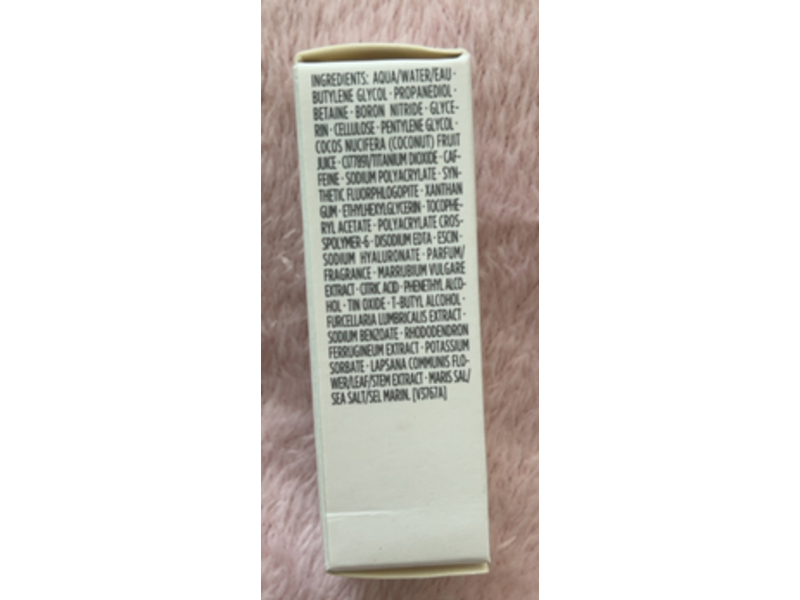 INGREDIENTS: AQUA/WATER/EAU ·
BUTYLENE GLYCOL · PROPANEDIOL ·
BETAINE · BORON NITRIDE · GLYCE-
RIN · CELLULOSE · PENTYLENE GLYCOL ·
COCOS NUCIFERA (COCONUT) FRUIT
JUICE · CI77891/TITANIUM DIOXIDE · CAF-
FEINE · SODIUM POLYACRYLATE · SYN-
THETIC FLUORPHLOGOPITE · XANTHAN
GUM · ETHYLHEXYLGLYCERIN · TOCOPHE-
RYL ACETATE · POLYACRYLATE CROS-
SPOLYMER-6 · DISODIUM EDTA · ESCIN ·
SODIUM HYALURONATE · PARFUM/
FRAGRANCE · MARRUBIUM VULGARE
EXTRACT · CITRIC ACID · PHENETHYL ALCO-
HOL · TIN OXIDE · T-BUTYL ALCOHOL ·
FURCELLARIA LUMBRICALIS EXTRACT ·
SODIUM BENZOATE · RHODODENDRON
FERRUGINEUM EXTRACT · POTASSIUM
SORBATE · LAPSANA COMMUNIS FLO-
WER/LEAF/STEM EXTRACT · MARIS SAL/
SEA SALT/SEL MARIN. [V3767A]